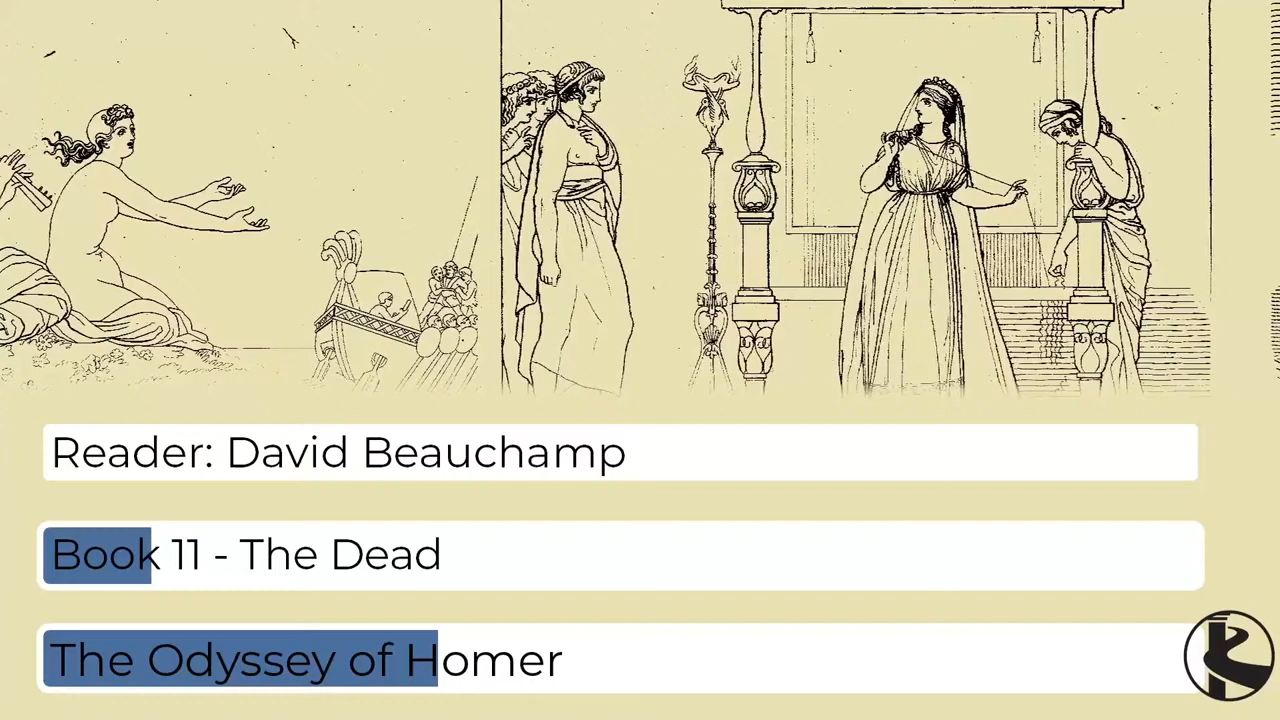 Reader: David Beauchamp
Book 11 - The Dead
The Odyssey of Homer